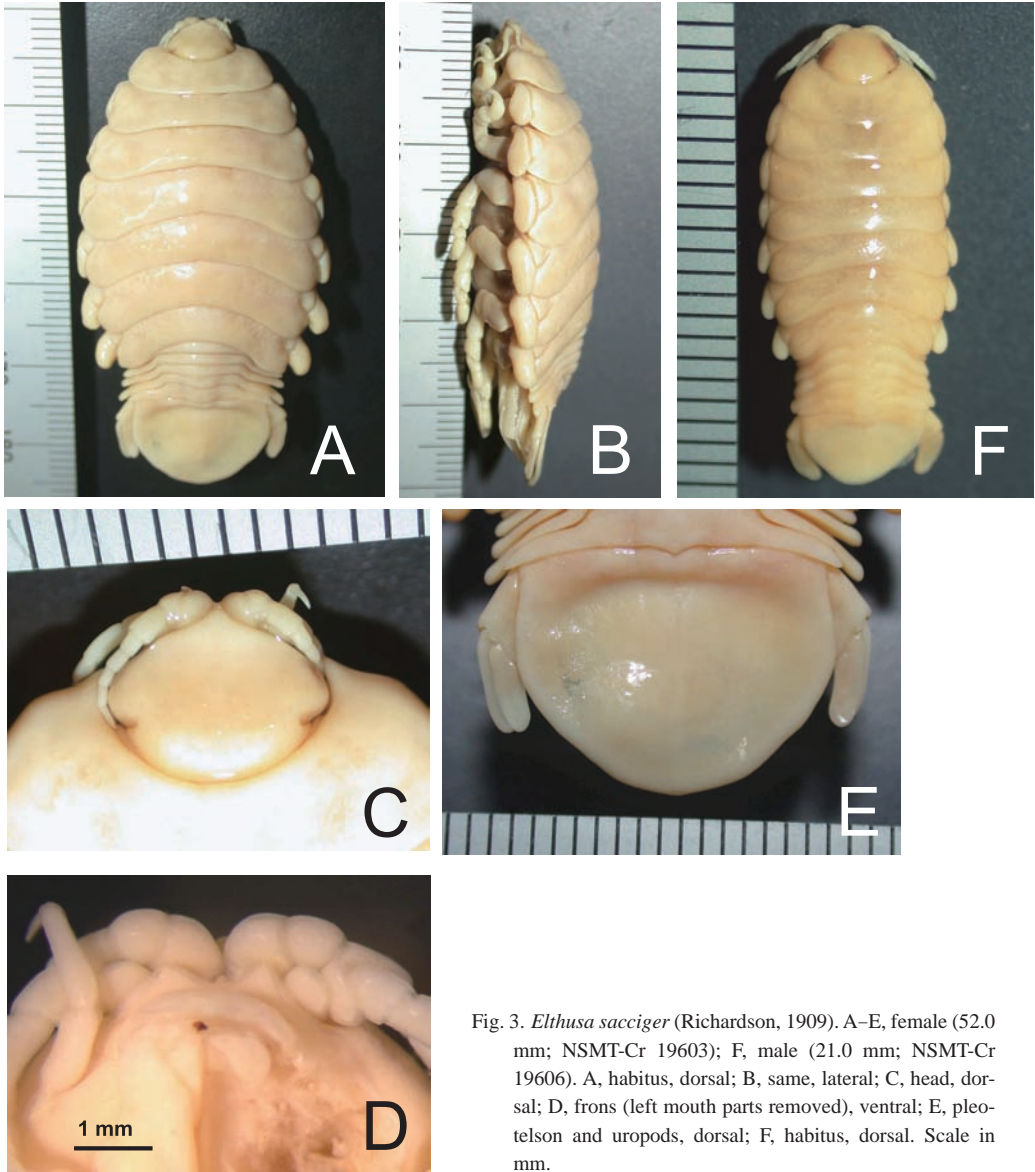 A
B
F
C
E
1 mm
D
Fig. 3. Elthusa sacciger (Richardson, 1909). A–E, female (52.0
mm; NSMT-Cr 19603); F, male (21.0 mm; NSMT-Cr
19606). A, habitus, dorsal; B, same, lateral; C, head, dor-
sal; D, frons (left mouth parts removed), ventral; E, pleo-
telson and uropods, dorsal; F, habitus, dorsal. Scale in
mm.